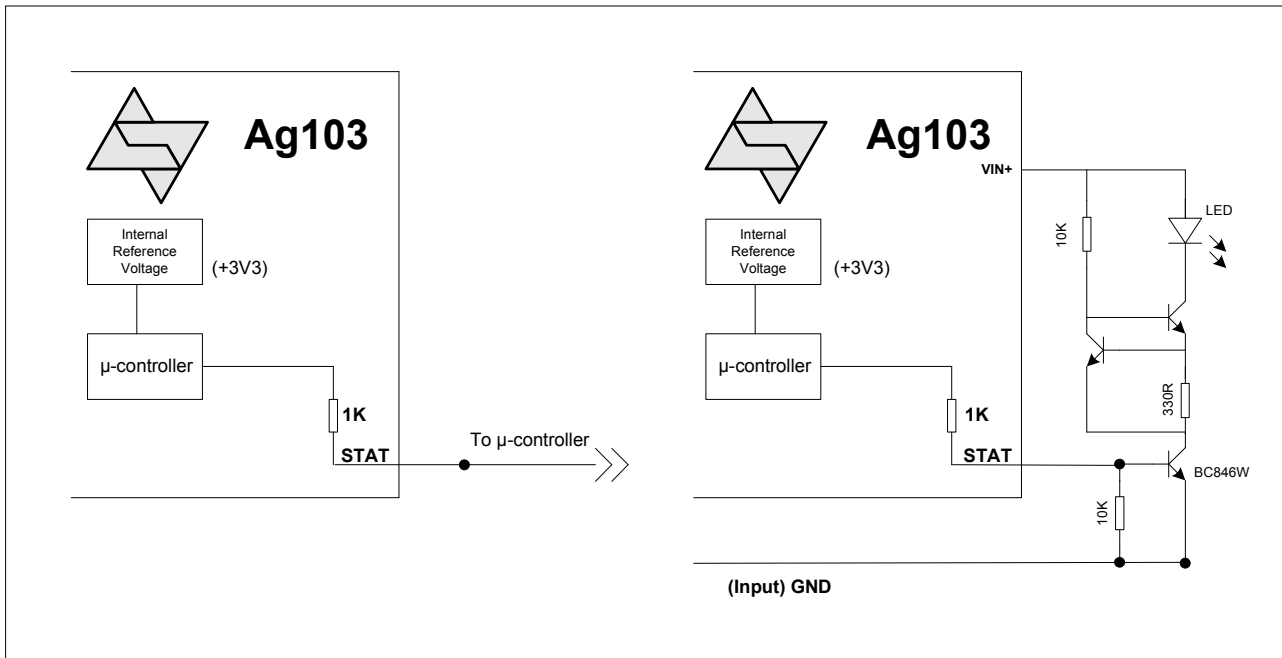 Ag103
Internal
Reference
Voltage
(+3V3)
µ-controller
1K
STAT
To µ-controller
Ag103
VIN+
LED
10K
Internal
Reference
Voltage
(+3V3)
µ-controller
330R
1K
STAT
BC846W
10K
(Input) GND